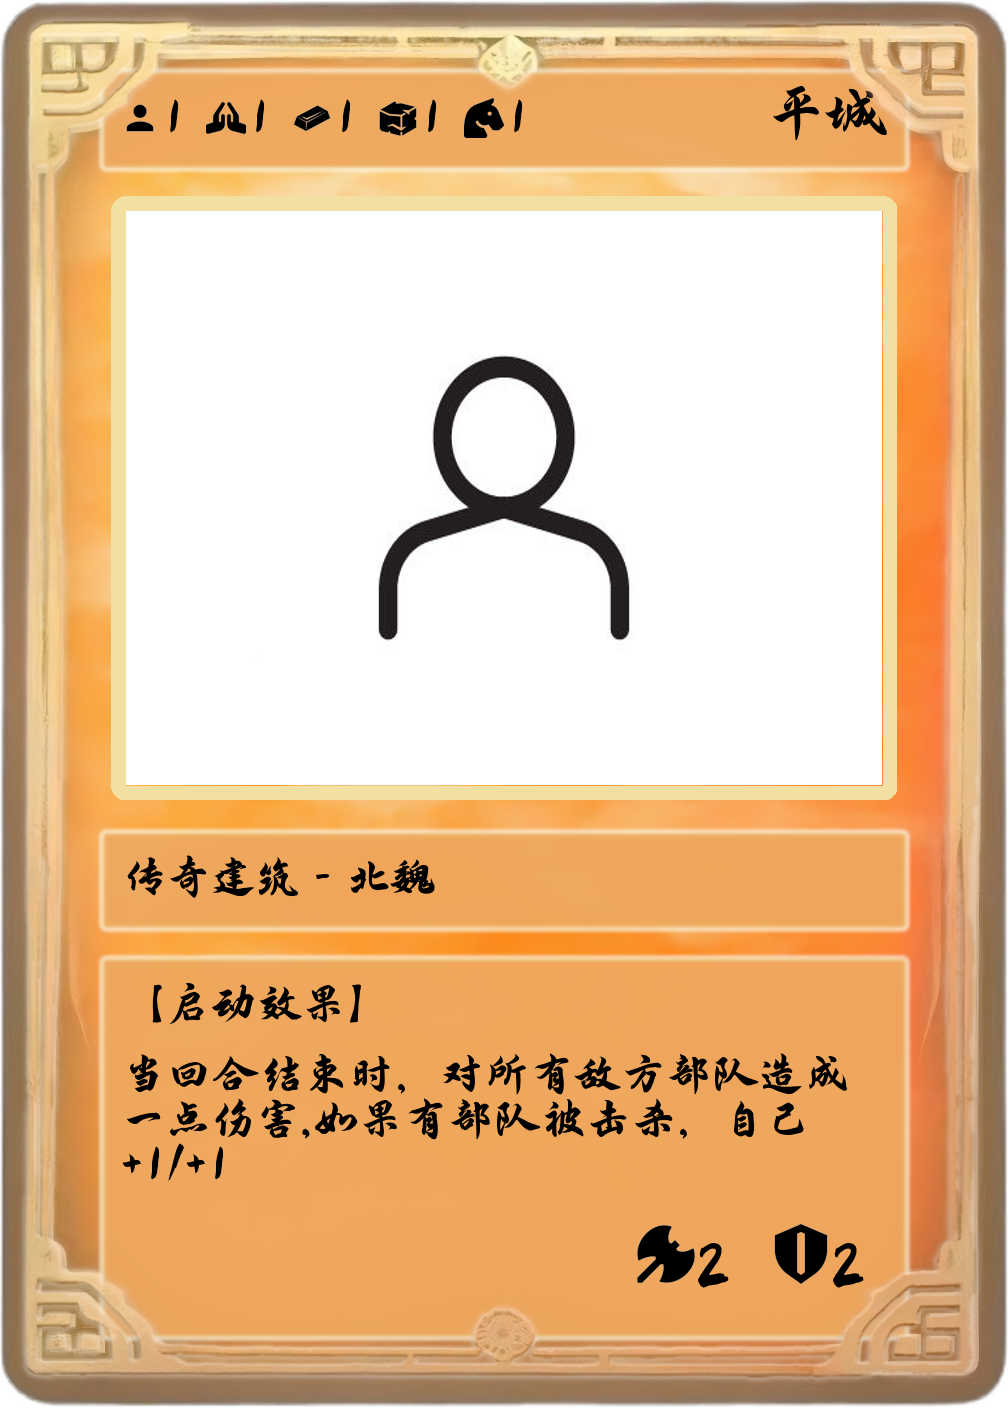 1 1 1 1 1 平城
传奇建筑 - 北魏
【启动效果】
当回合结束时，对所有敌方部队造成
一点伤害,如果有部队被击杀，自己
+1/+1
2 2